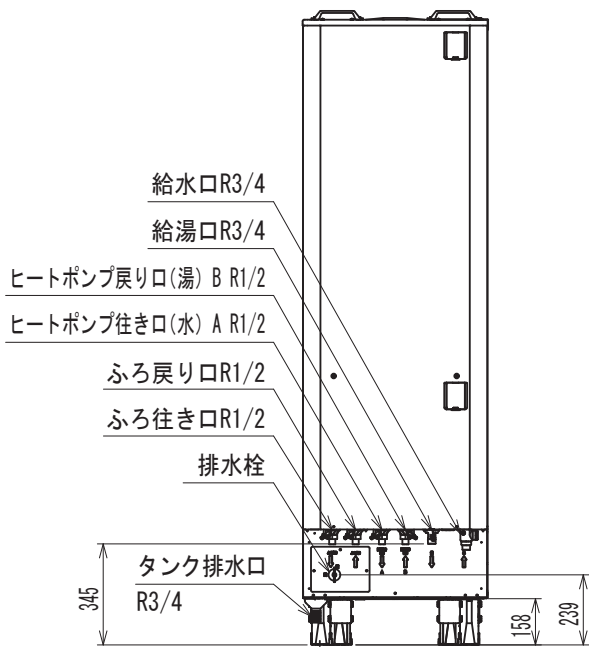 給水口R3/4
給湯口R3/4
ヒートポンプ戻り口(湯) B R1/2
ヒートポンプ往き口(水) A R1/2
ふろ戻り口R1/2
ふろ往き口R1/2
排水栓
タンク排水口
R3/4
345
158
239